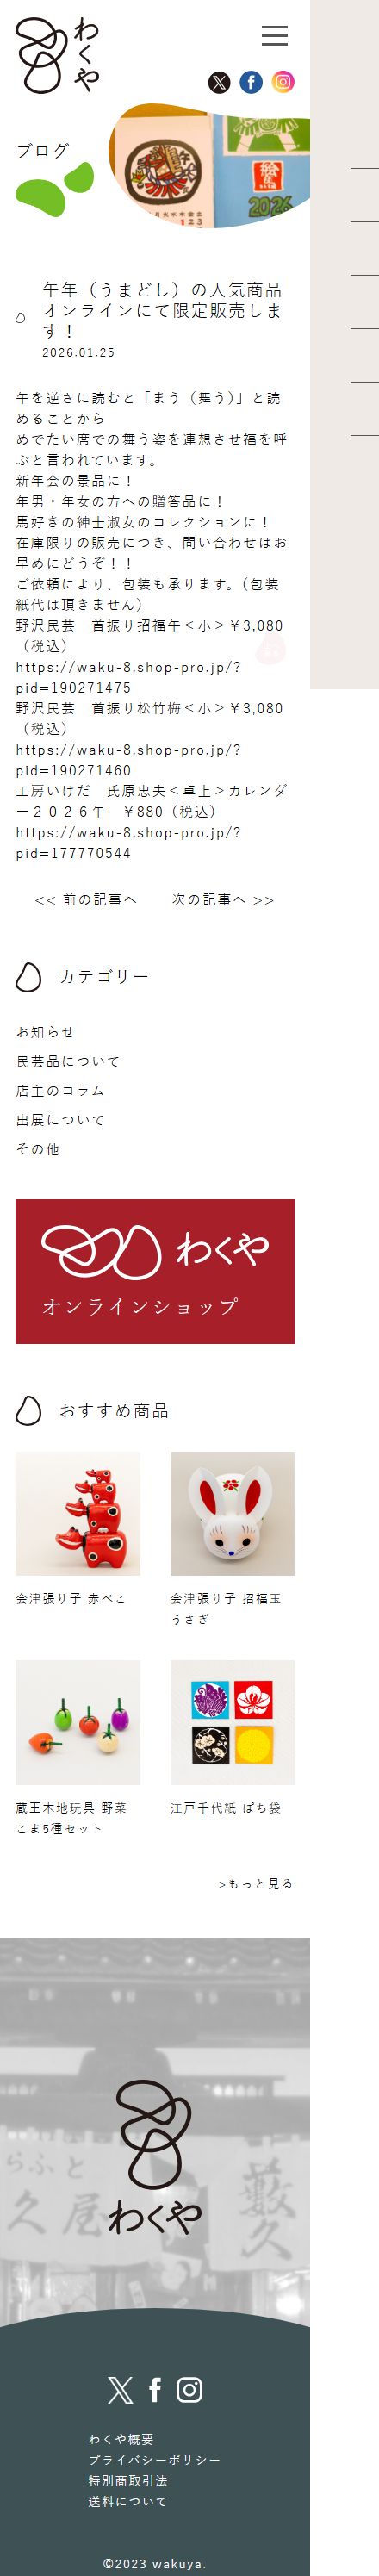 わくや
ブログ
2026
123
午年（うまどし）の人気商品
オンラインにて限定販売しま
す！
2026.01.25
午を逆さに読むと「まう（舞う）」と読
めることから
めでたい席での舞う姿を連想させ福を呼
ぶと言われています。
新年会の景品に！
年男・年女の方への贈答品に！
馬好きの紳士淑女のコレクションに！
在庫限りの販売につき、問い合わせはお
早めにどうぞ！！
ご依頼により、包装も承ります。（包装
紙代は頂きません）
野沢民芸　首振り招福午＜小＞￥3,080
（税込）
https://waku-8.shop-pro.jp/?
pid=190271475
野沢民芸　首振り松竹梅＜小＞￥3,080
（税込）
https://waku-8.shop-pro.jp/?
pid=190271460
工房いけだ　氏原忠夫＜卓上＞カレンダ
ー２０２６午　￥880（税込）
https://waku-8.shop-pro.jp/?
pid=177770544
<< 前の記事へ　次の記事へ >>
カテゴリー
お知らせ
民芸品について
店主のコラム
出展について
その他
わくや
オンラインショップ
おすすめ商品
会津張り子 赤べこ
会津張り子 招福玉
うさぎ
蔵王木地玩具 野菜
こま5種セット
江戸千代紙 ぽち袋
>もっと見る
わくや
わくや概要
プライバシーポリシー
特別商取引法
送料について
©2023 wakuya.